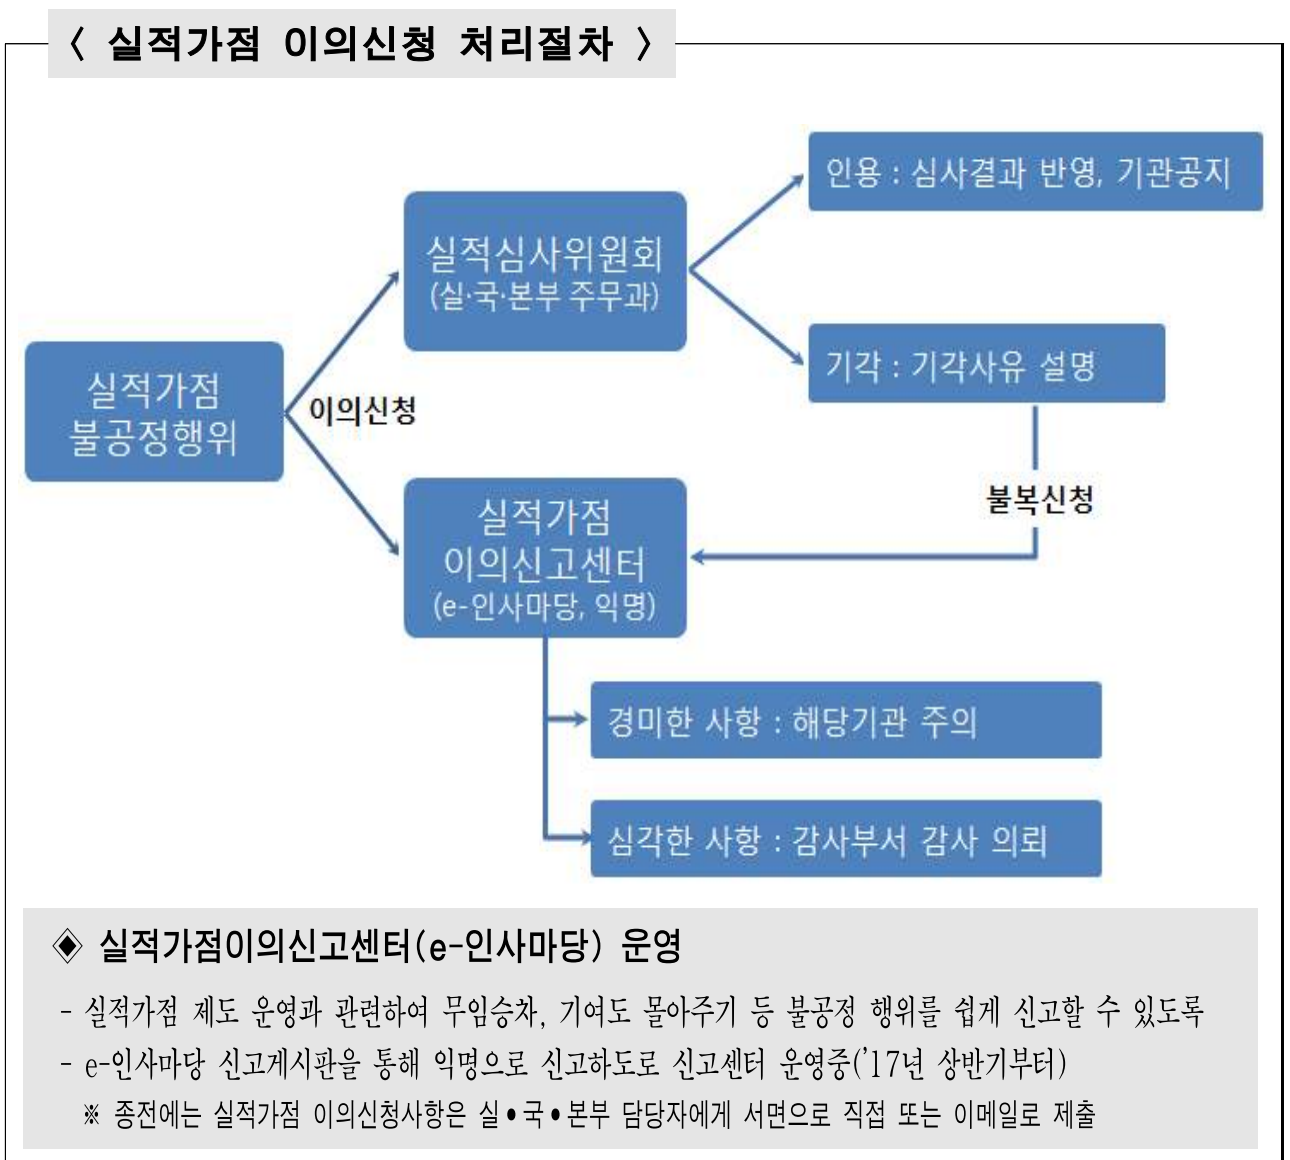 〈 실적가점 이의신청 처리절차 〉
인용 : 심사결과 반영, 기관공지
실적심사위원회
(실·국·본부 주무과)
기각 : 기각사유 설명
실적가점
불공정행위
이의신청
불복신청
실적가점
이의신고센터
(e-인사마당, 익명)
경미한 사항 : 해당기관 주의
심각한 사항 : 감사부서 감사 의뢰
◈ 실적가점이의신고센터(e-인사마당) 운영
- 실적가점 제도 운영과 관련하여 무임승차, 기여도 몰아주기 등 불공정 행위를 쉽게 신고할 수 있도록
- e-인사마당 신고게시판을 통해 익명으로 신고하도로 신고센터 운영중('17년 상반기부터)
※ 종전에는 실적가점 이의신청사항은 실•국•본부 담당자에게 서면으로 직접 또는 이메일로 제출